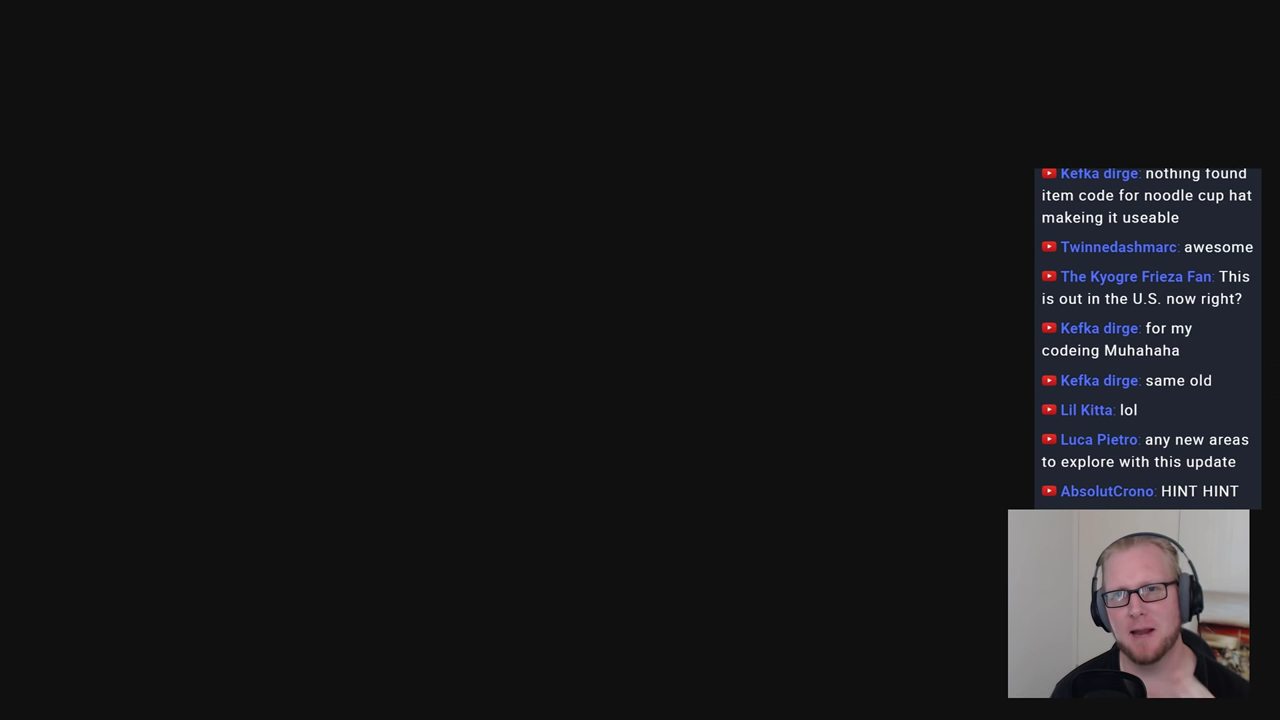 Kefka dirge: nothing found
item code for noodle cup hat
makeing it useable
Twinnedashmarc: awesome
The Kyogre Frieza Fan: This
is out in the U.S. now right?
Kefka dirge: for my
codeing Muhahaha
Kefka dirge: same old
Lil Kitta: lol
Luca Pietro: any new areas
to explore with this update
AbsolutCrono: HINT HINT